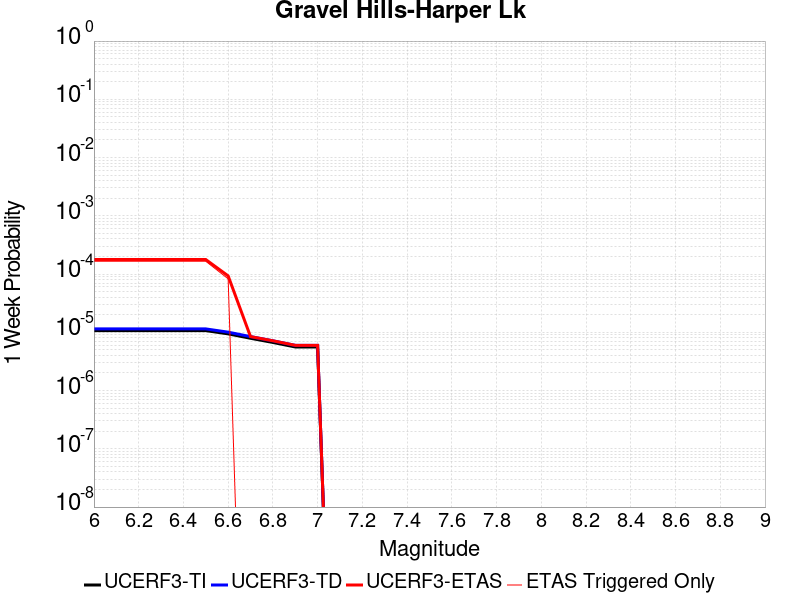 Gravel Hills-Harper Lk
10^0
10^-1
10^-2
10^-3
10^-4
10^-5
10^-6
10^-7
10^-8
1 Week Probability
6 6.2 6.4 6.6 6.8 7 7.2 7.4 7.6 7.8 8 8.2 8.4 8.6 8.8 9
Magnitude
UCERF3-TI UCERF3-TD UCERF3-ETAS ETAS Triggered Only